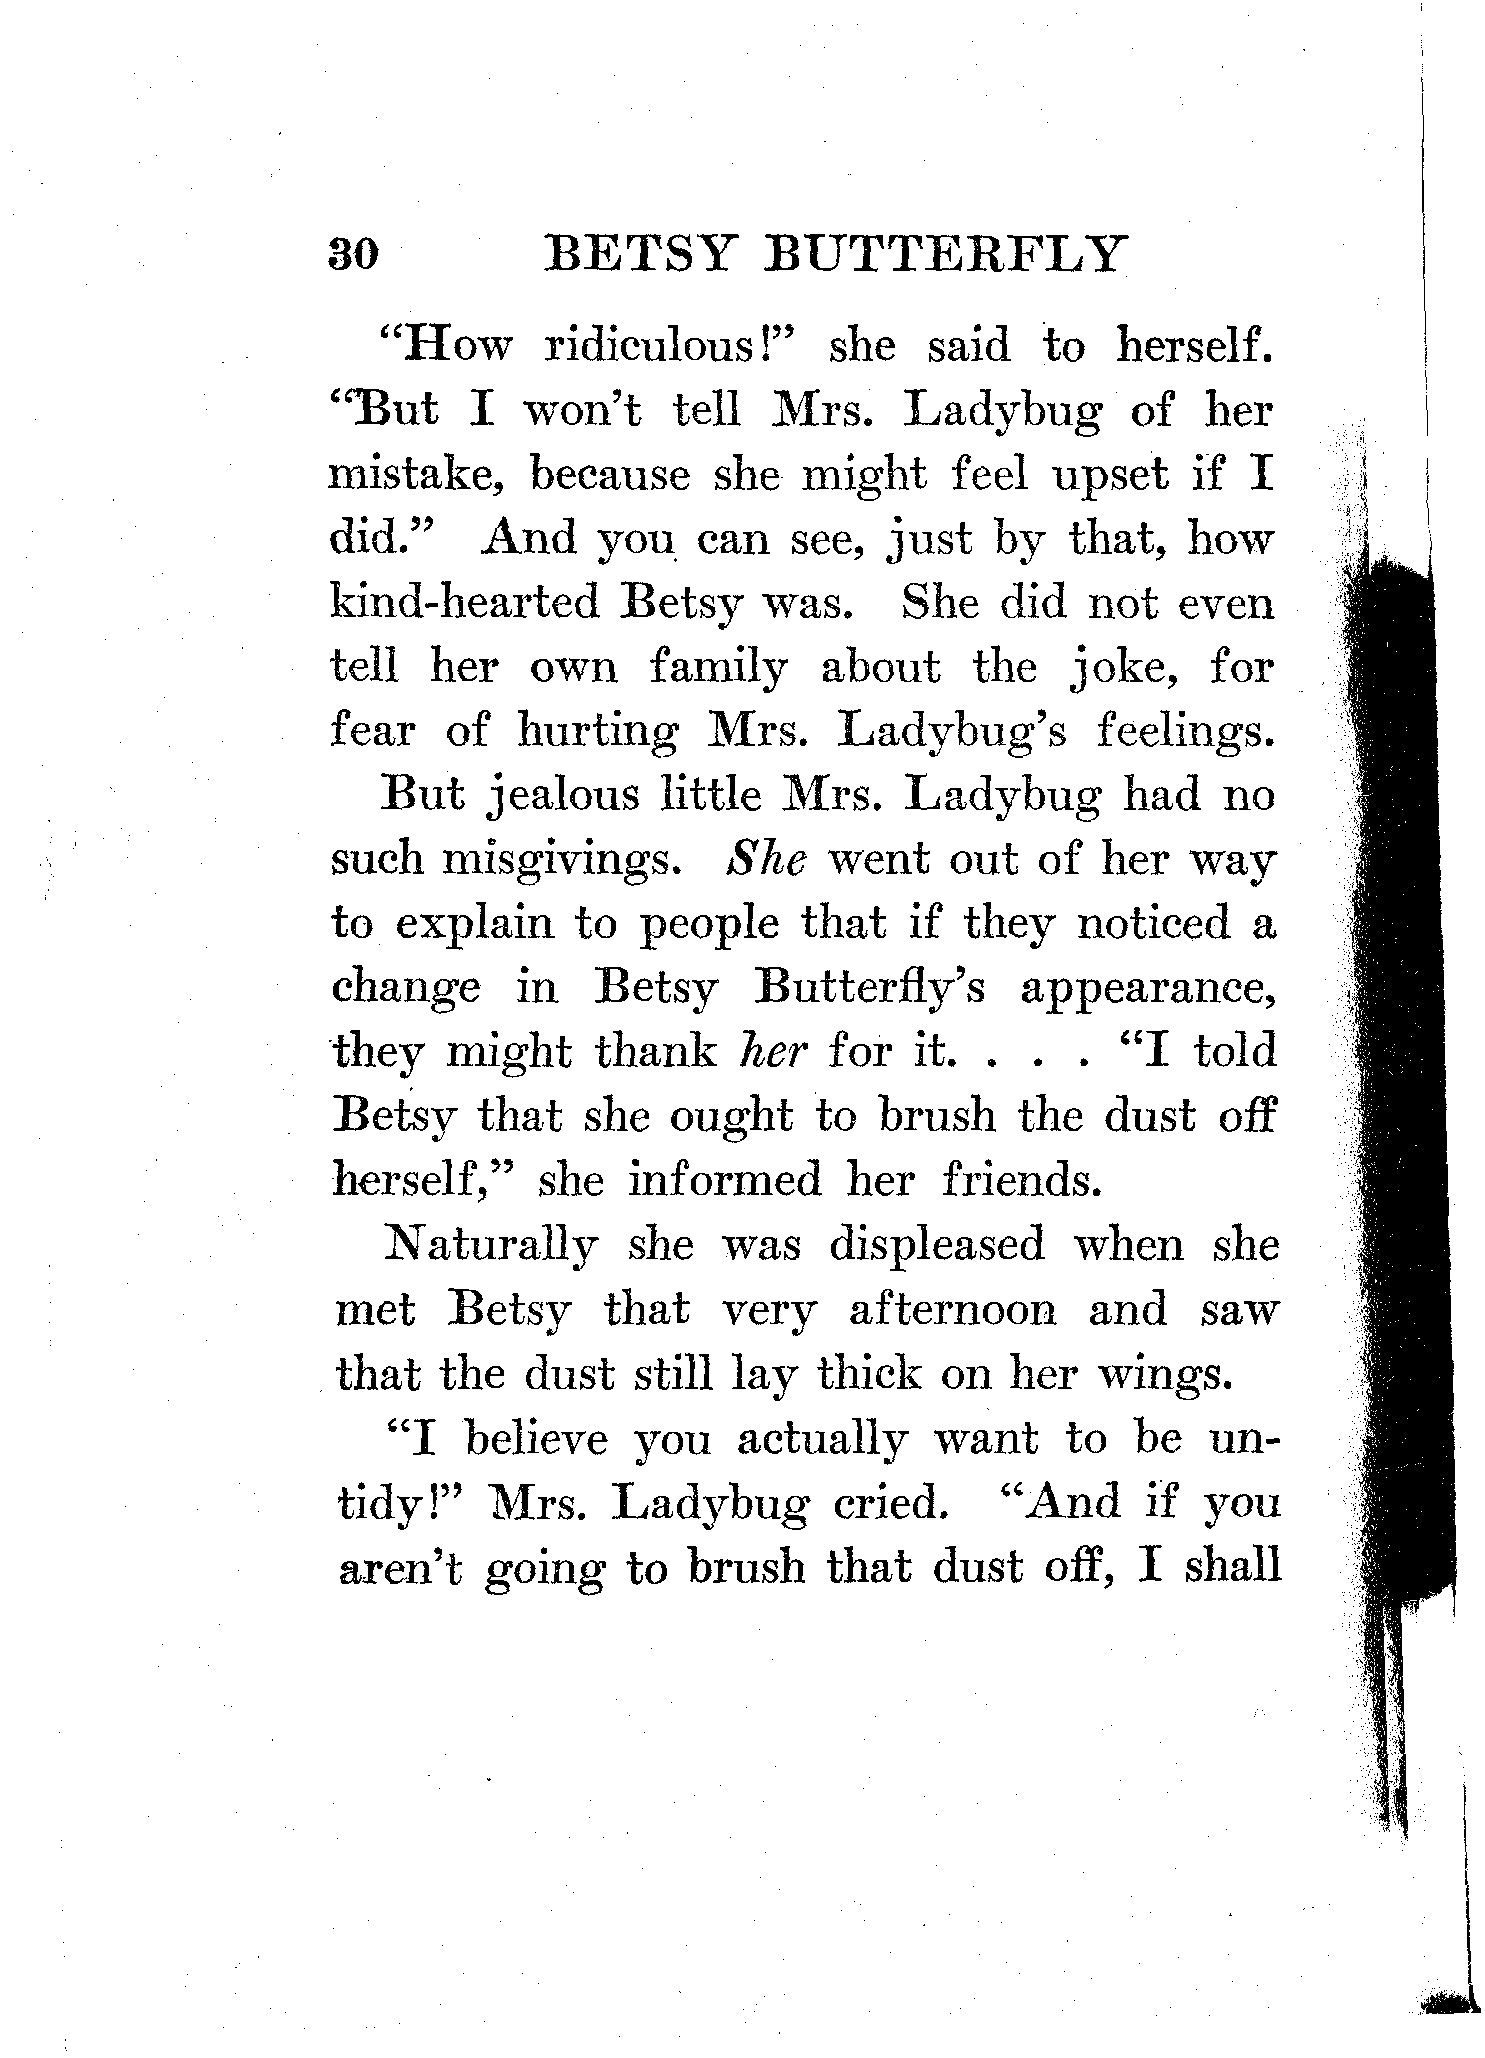 30 BETSY BUTTERFLY
"How ridiculous!" she said to herself.
"But I won't tell Mrs. Ladybug of her
mistake, because she might feel upset if I
did." And you can see, just by that, how
kind-hearted Betsy was. She did not even
tell her own family about the joke, for
fear of hurting Mrs. Ladybug's feelings.
But jealous little Mrs. Ladybug had no
such misgivings. She went out of her way
to explain to people that if they noticed a
change in Betsy Butterfly's appearance,
they might thank her for it. . . . "I told
Betsy that she ought to brush the dust off
herself," she informed her friends.
Naturally she was displeased when she
met Betsy that very afternoon and saw
that the dust still lay thick on her wings.
"I believe you actually want to be un-
tidy!" Mrs. Ladybug cried. "And if you
aren't going to brush that dust off, I shall